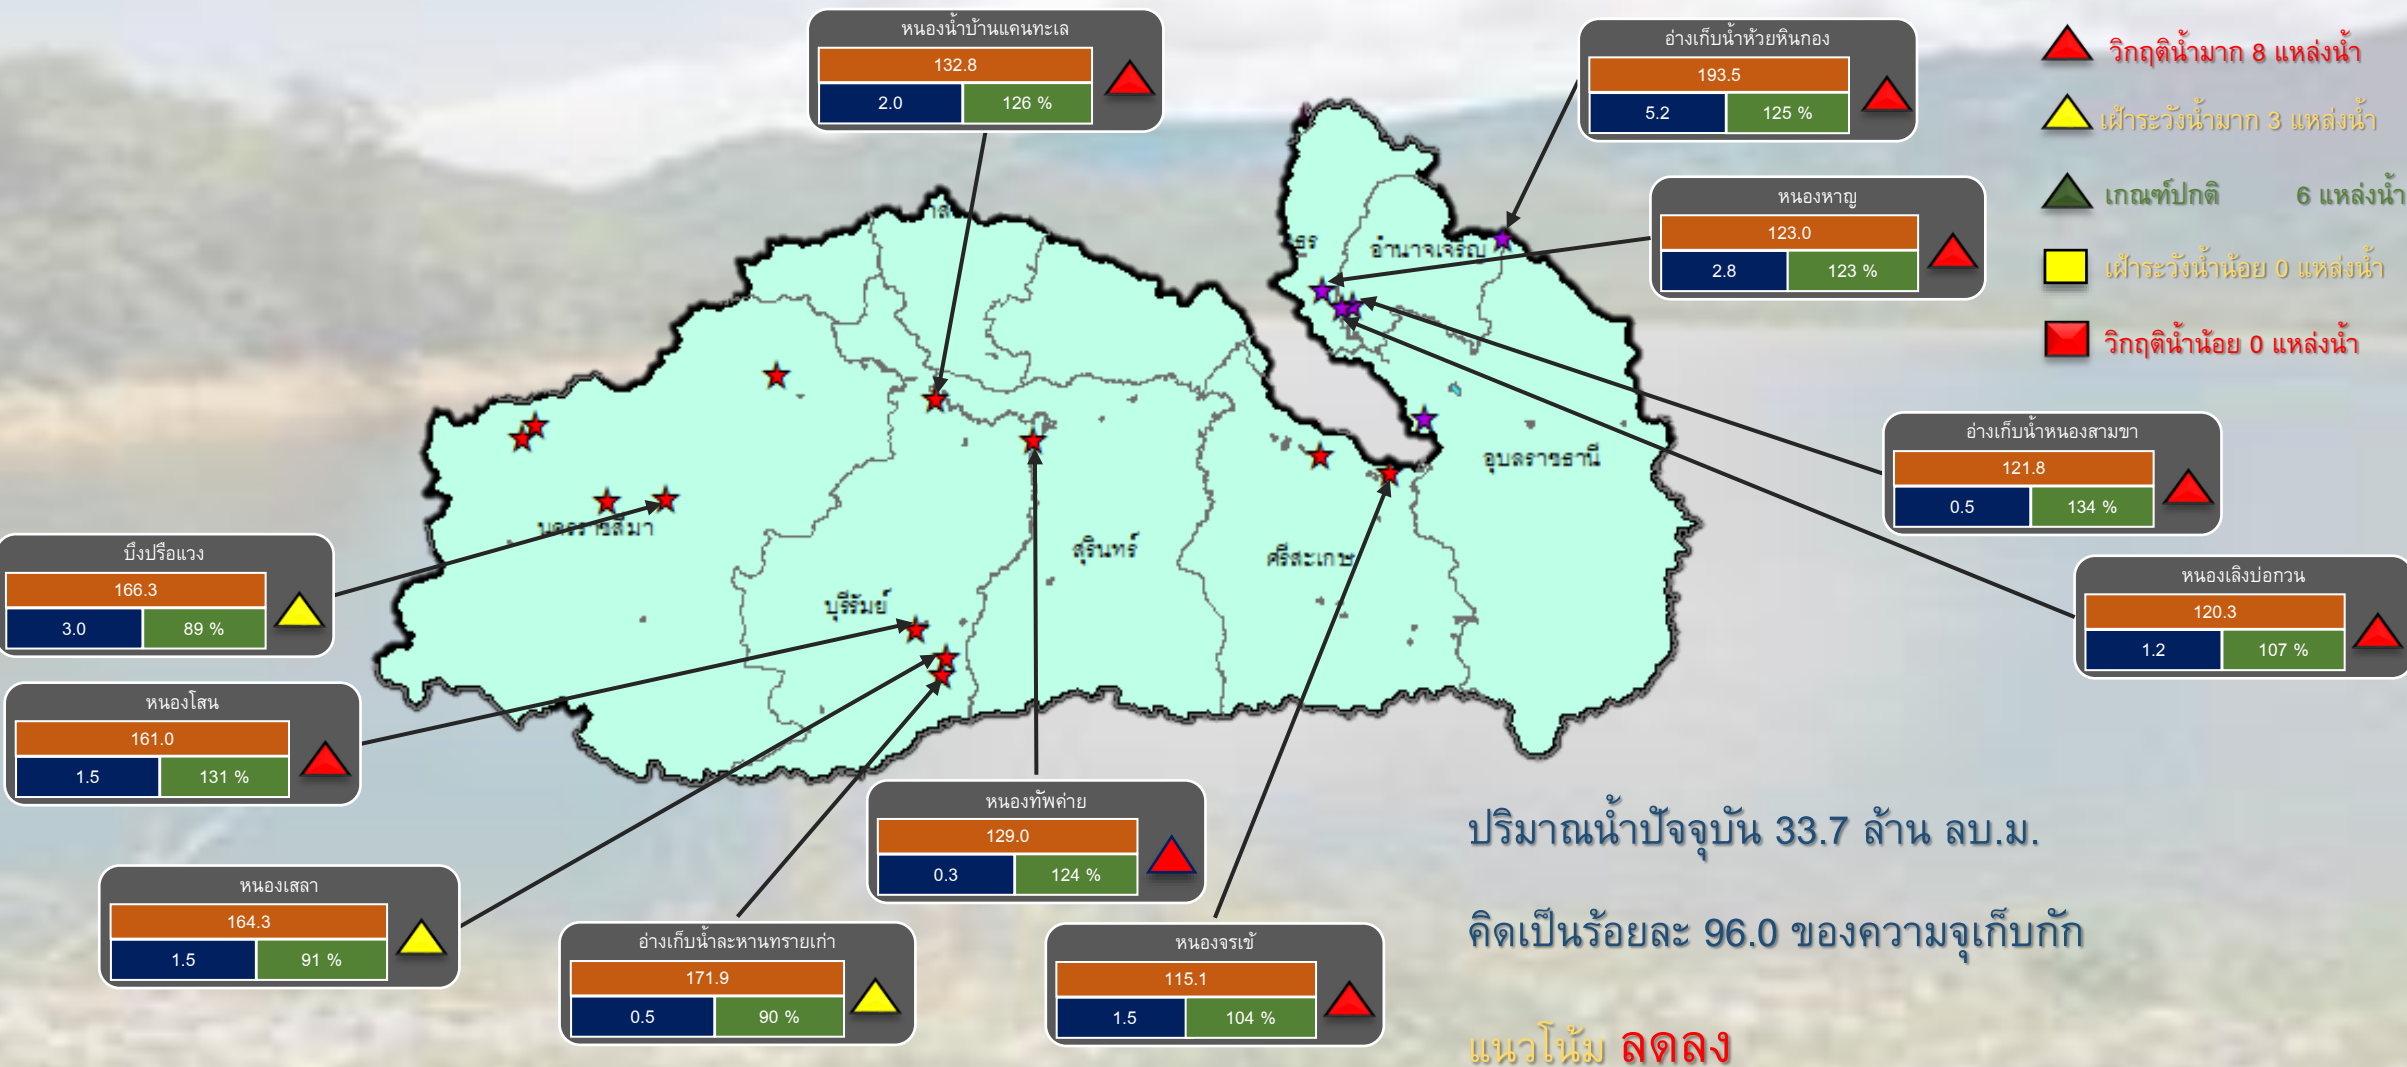 หนองน้ำบ้านแคนทะเล
132.8
2.0 126 %
อ่างเก็บน้ำห้วยหินกอง
193.5
5.2 125 %
วิกฤติน้ำมาก 8 แหล่งน้ำ
เฝ้าระวังน้ำมาก 3 แหล่งน้ำ
เกณฑ์ปกติ 6 แหล่งน้ำ
เฝ้าระวังน้ำน้อย 0 แหล่งน้ำ
วิกฤติน้ำน้อย 0 แหล่งน้ำ
หนองหาญ
123.0
2.8 123 %
อำนาจเจริญ
อ่างเก็บน้ำหนองสามขา
121.8
0.5 134 %
อุบลราชธานี
นครราชสีมา
สุรินทร์
ศรีสะเกษ
บุรีรัมย์
บึงปรือแวง
166.3
3.0 89 %
หนองเลิงบ่อกวน
120.3
1.2 107 %
หนองโสน
161.0
1.5 131 %
หนองทัพค่าย
129.0
0.3 124 %
หนองเสลา
164.3
1.5 91 %
อ่างเก็บน้ำละหานทรายเก่า
171.9
0.5 90 %
หนองจรเข้
115.1
1.5 104 %
ปริมาณน้ำปัจจุบัน 33.7 ล้าน ลบ.ม.
คิดเป็นร้อยละ 96.0 ของความจุเก็บกัก
แนวโน้ม ลดลง